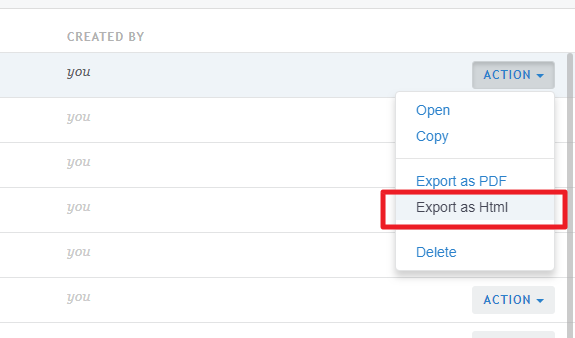 CREATED BY
you
ACTION
Open
you
Copy
you
Export as PDF
you
Export as Html
you
Delete
you
ACTION